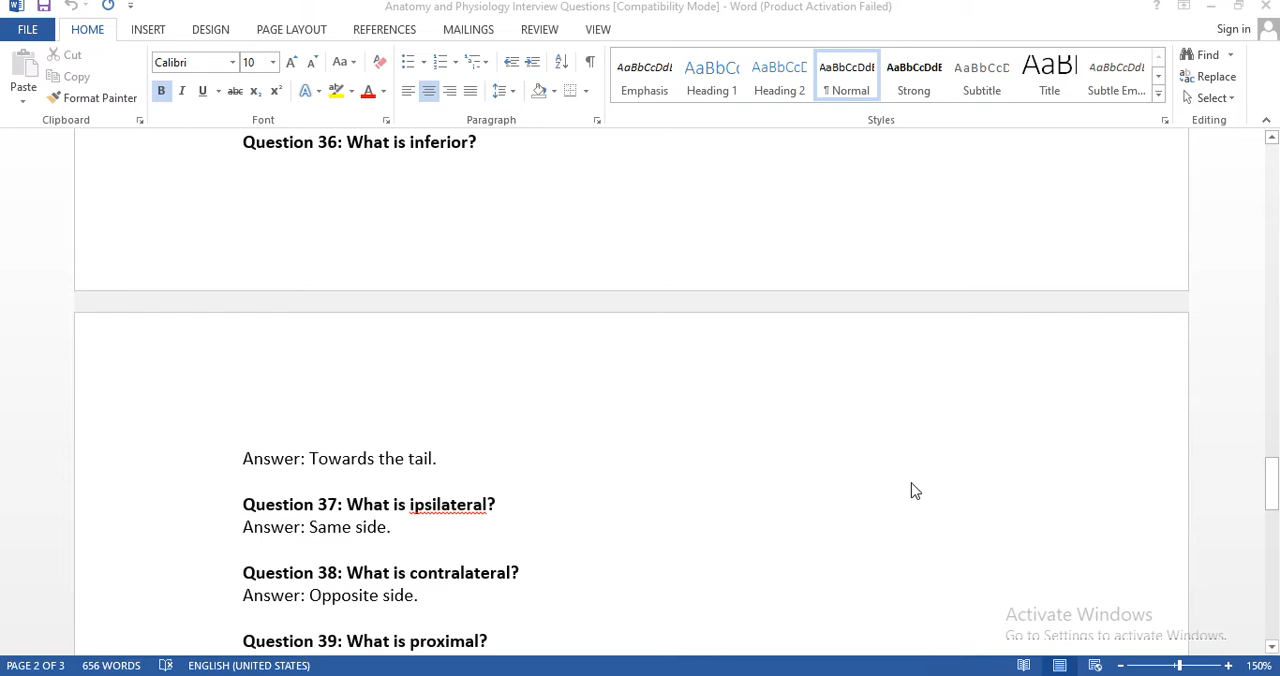 Anatomy and Physiology Interview Questions [Compatibility Mode] - Word (Product Activation Failed)
FILE HOME INSERT DESIGN PAGE LAYOUT REFERENCES MAILINGS REVIEW VIEW Sign in
Paste
Cut
Copy
Format Painter
Clipboard
Calibri 10
Font
Paragraph
AaBbCcDdE AaBbCc AaBbCcD AaBbCcDdE AaBbCcDdE AaBbCcD AaBl AaBbCcDdE
Emphasis Heading 1 Heading 2 ¶ Normal Strong Subtitle Title Subtle Em...
Styles
Find
Replace
Select
Editing
Question 36: What is inferior?
Answer: Towards the tail.
Question 37: What is ipsilateral?
Answer: Same side.
Question 38: What is contralateral?
Answer: Opposite side.
Question 39: What is proximal?
Activate Windows
Go to Settings to activate Windows.
PAGE 2 OF 3 656 WORDS ENGLISH (UNITED STATES) 150%